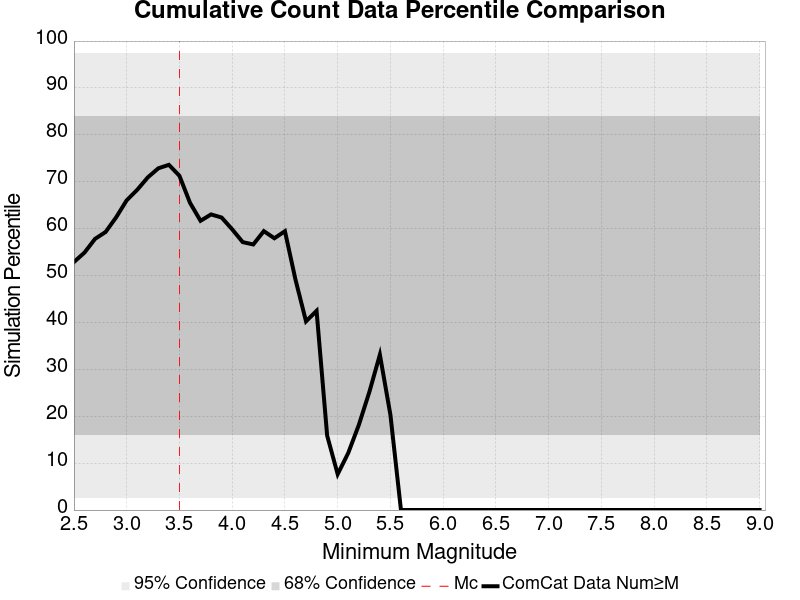 Cumulative Count Data Percentile Comparison
Simulation Percentile
100
90
80
70
60
50
40
30
20
10
0
2.5 3.0 3.5 4.0 4.5 5.0 5.5 6.0 6.5 7.0 7.5 8.0 8.5 9.0
Minimum Magnitude
95% Confidence 68% Confidence Mc ComCat Data Num≥M